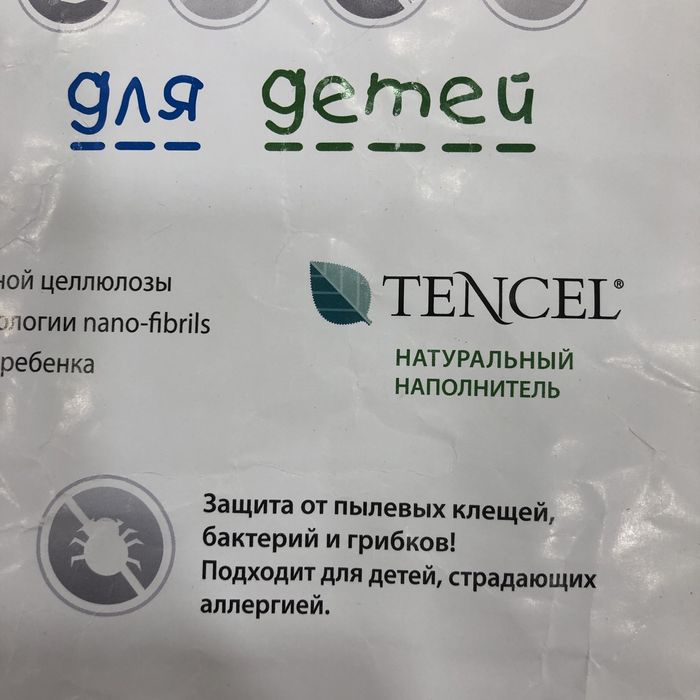 для детей
ной целлюлозы
ологии nano-fibrils
ребенка
TENCEL®
НАТУРАЛЬНЫЙ
НАПОЛНИТЕЛЬ
Защита от пылевых клещей,
бактерий и грибков!
Подходит для детей, страдающих
аллергией.